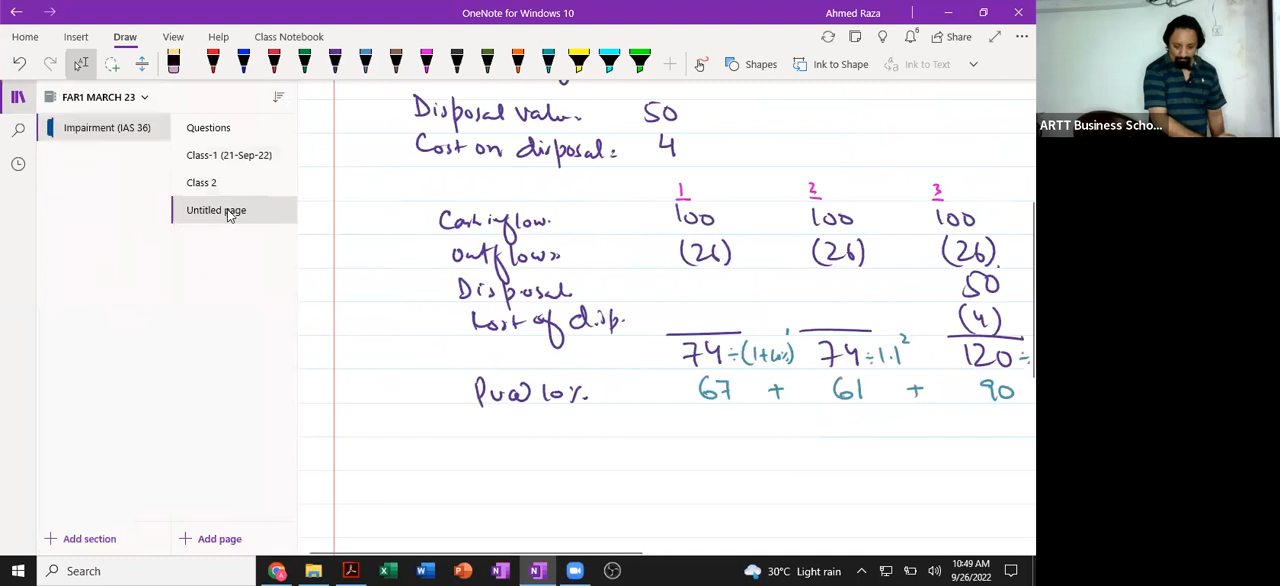 OneNote for Windows 10
Ahmed Raza
Home Insert Draw View Help Class Notebook
Share
Shapes Ink to Shape Ink to Text
FAR1 MARCH 23
Impairment (IAS 36)
Questions
Class-1 (21-Sep-22)
Class 2
Untitled page
Add section
Add page
ARTT Business Scho...
Disposal value 50
Cost on disposal= 4
1 2 3
Cash inflow. 100 100 100
Outflows (26) (26) (26)
Disposal 50
Cost of disp. (4)
74÷(1+10%)¹ 74÷1.1² 120÷
Pv@10%. 67 + 61 + 90
Search
30°C Light rain
10:49 AM
9/26/2022